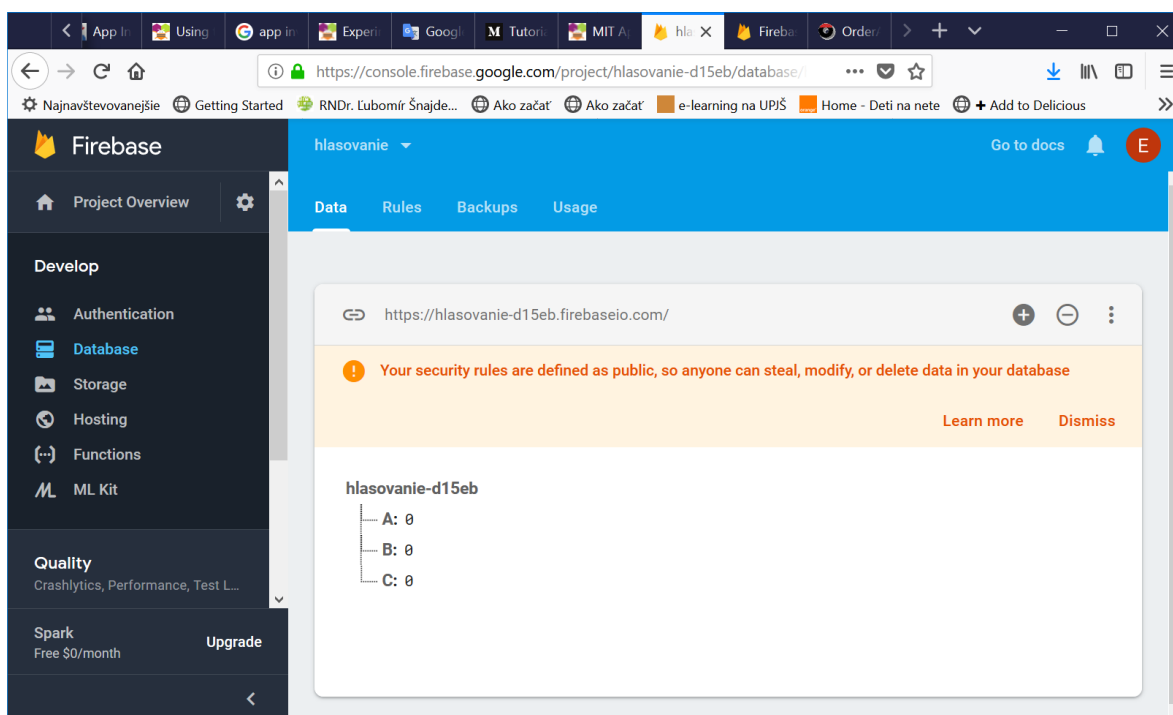 App In Using Google app in Experi Googl M Tutoria MIT A hla Fireba Order/
https://console.firebase.google.com/project/hlasovanie-d15eb/database/
Najnavštevovanejšie Getting Started RNDr. Ľubomír Šnajde... Ako začať Ako začať e-learning na UPJŠ Home - Deti na nete + Add to Delicious
Firebase
hlasovanie Go to docs E
Project Overview
Data Rules Backups Usage
Develop
Authentication
Database
Storage
Hosting
Functions
ML Kit
Quality
Crashlytics, Performance, Test L...
Spark
Free $0/month
Upgrade
https://hlasovanie-d15eb.firebaseio.com/
Your security rules are defined as public, so anyone can steal, modify, or delete data in your database
Learn more Dismiss
hlasovanie-d15eb
A: 0
B: 0
C: 0